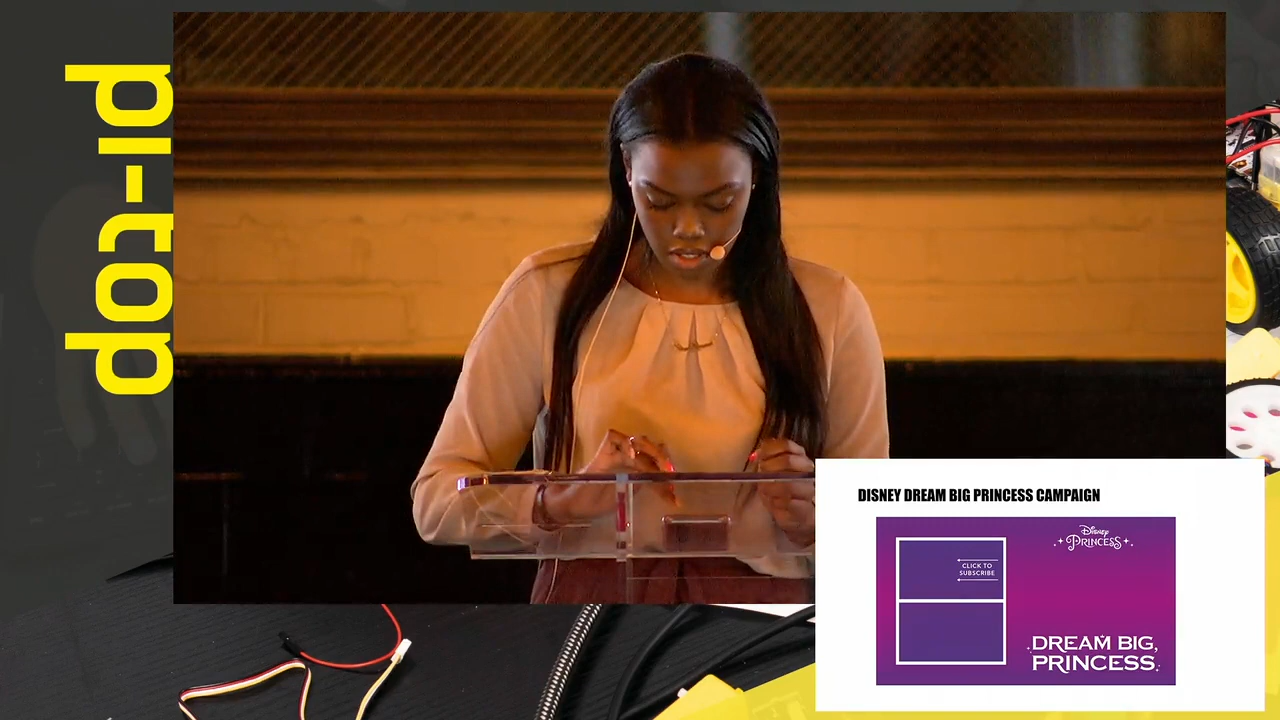 pi-top
DISNEY DREAM BIG PRINCESS CAMPAIGN
Disney
PRINCESS
CLICK TO
SUBSCRIBE
DREAM BIG,
PRINCESS